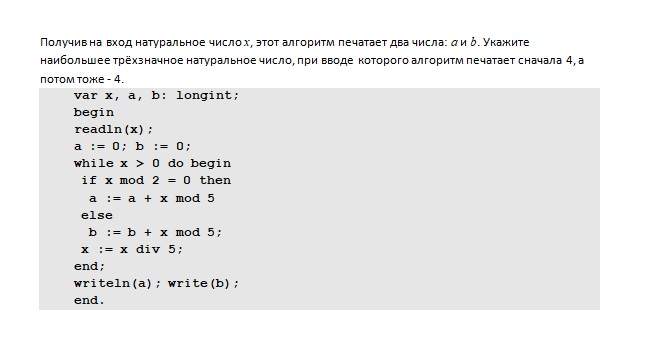 Получив на вход натуральное число x, этот алгоритм печатает два числа: a и b. Укажите
наибольшее трёхзначное натуральное число, при вводе которого алгоритм печатает сначала 4, а
потом тоже - 4.
var x, a, b: longint;
begin
readln(x);
a := 0; b := 0;
while x > 0 do begin
if x mod 2 = 0 then
a := a + x mod 5
else
b := b + x mod 5;
x := x div 5;
end;
writeln(a); write(b);
end.